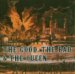 THE GOOD, THE BAD
& THE QUEEN